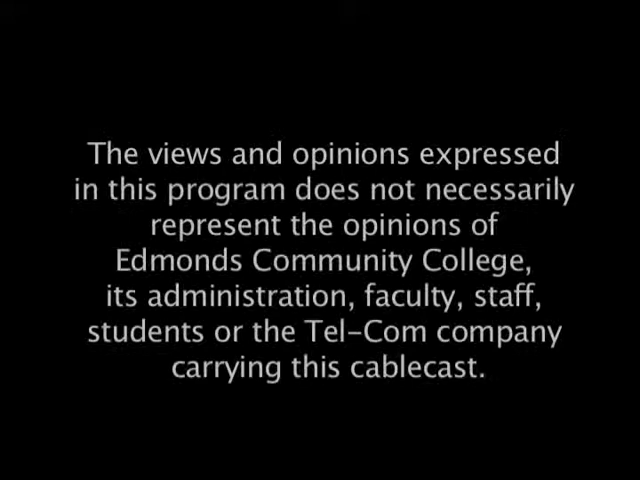 The views and opinions expressed
in this program does not necessarily
represent the opinions of
Edmonds Community College,
its administration, faculty, staff,
students or the Tel-Com company
carrying this cablecast.